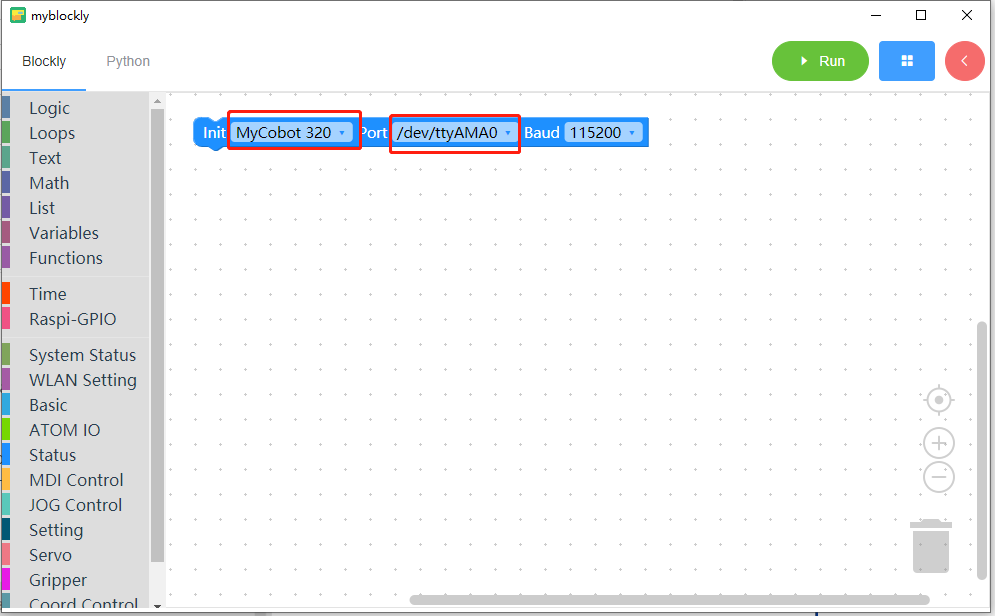 myblockly
Blockly Python Run
Init MyCobot 320 Port /dev/ttyAMA0 Baud 115200
Logic
Loops
Text
Math
List
Variables
Functions
Time
Raspi-GPIO
System Status
WLAN Setting
Basic
ATOM IO
Status
MDI Control
JOG Control
Setting
Servo
Gripper
Coord Control